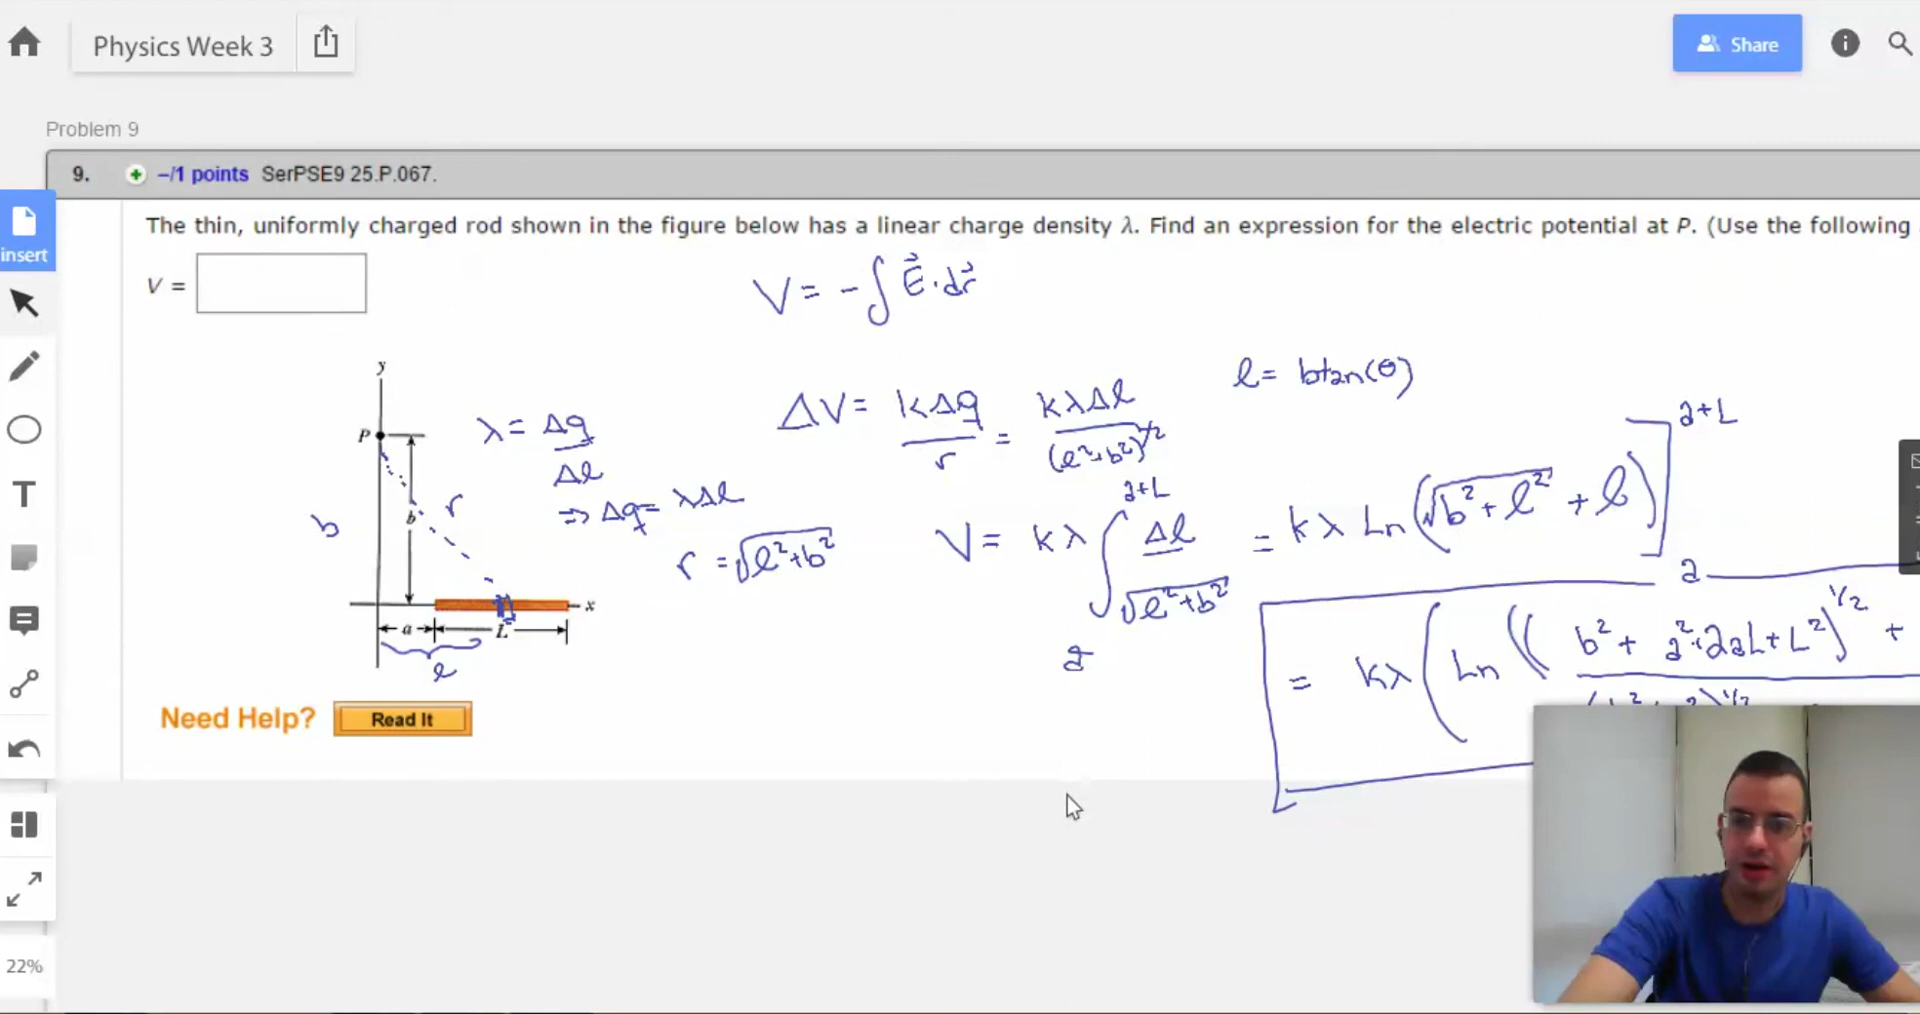 Physics Week 3
Share
Problem 9
9. -/1 points SerPSE9 25.P.067.
insert
The thin, uniformly charged rod shown in the figure below has a linear charge density λ. Find an expression for the electric potential at P. (Use the following
V =
V = -∫ E⃗ · dr⃗
y
P
b
b
r
a
L
x
ℓ
λ = Δq/Δℓ
⇒ Δq = λΔℓ
r = √(ℓ²+b²)
ΔV = kΔq/r = kλΔℓ/(ℓ²+b²)^1/2
ℓ = btan(θ)
V = kλ ∫ₐ^(a+L) Δℓ/√(ℓ²+b²) = kλ Ln(√(b²+ℓ²) + ℓ)]ₐ^(a+L)
= kλ(Ln((b² + a²+2aL+L²)^1/2 +
Need Help? Read It
T
22%